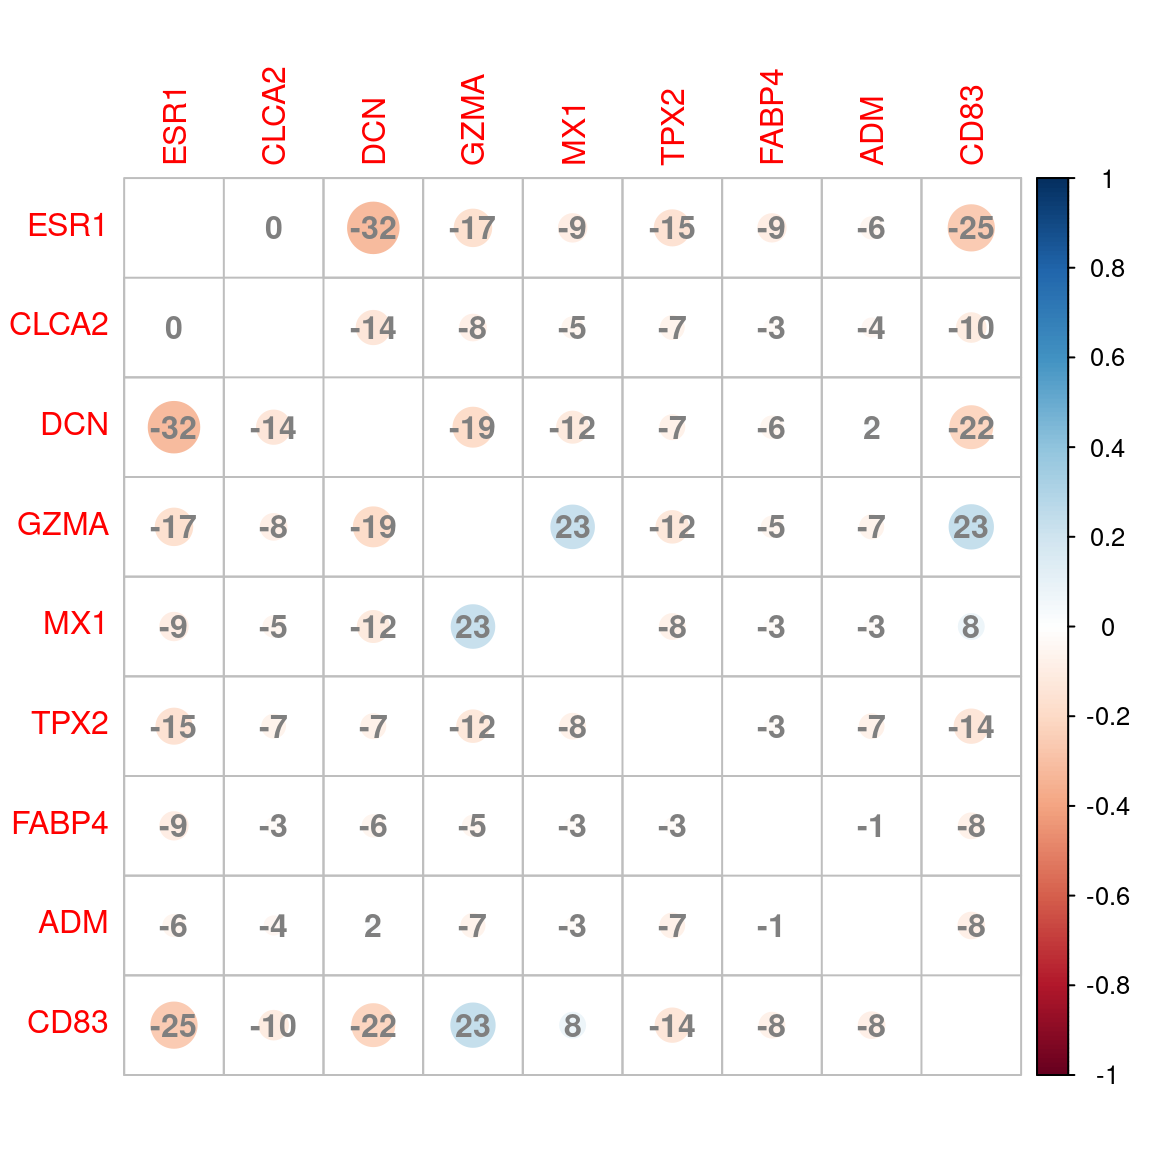 ESR1 CLCA2 DCN GZMA MX1 TPX2 FABP4 ADM CD83
ESR1 0 -32 -17 -9 -15 -9 -6 -25
CLCA2 0 -14 -8 -5 -7 -3 -4 -10
DCN -32 -14 -19 -12 -7 -6 2 -22
GZMA -17 -8 -19 23 -12 -5 -7 23
MX1 -9 -5 -12 23 -8 -3 -3 8
TPX2 -15 -7 -7 -12 -8 -3 -7 -14
FABP4 -9 -3 -6 -5 -3 -3 -1 -8
ADM -6 -4 2 -7 -3 -7 -1 -8
CD83 -25 -10 -22 23 8 -14 -8 -8
1
0.8
0.6
0.4
0.2
0
-0.2
-0.4
-0.6
-0.8
-1